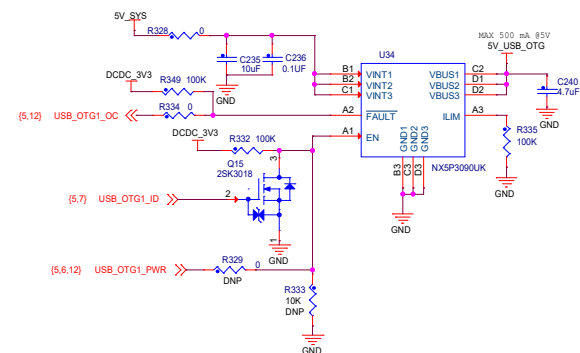 5V_SYS
R328 0
MAX 500 mA @5V
5V_USB_OTG
C235
10uF
C236
0.1UF
GND
DCDC_3V3
R349 100K
R334 0
{5,12} USB_OTG1_OC
U34
B1 VINT1
B2 VINT2
C1 VINT3
A2 FAULT
A1 EN
VBUS1 C2
VBUS2 D1
VBUS3 D2
ILIM A3
GND1
GND2
GND3
B3
C3
D3
NX5P3090UK
C240
4.7uF
GND
R335
100K
GND
GND
DCDC_3V3
R332 100K
Q15
2SK3018
3
2
1
{5,7} USB_OTG1_ID
GND
{5,6,12} USB_OTG1_PWR
R329 0
DNP
R333
10K
DNP
GND